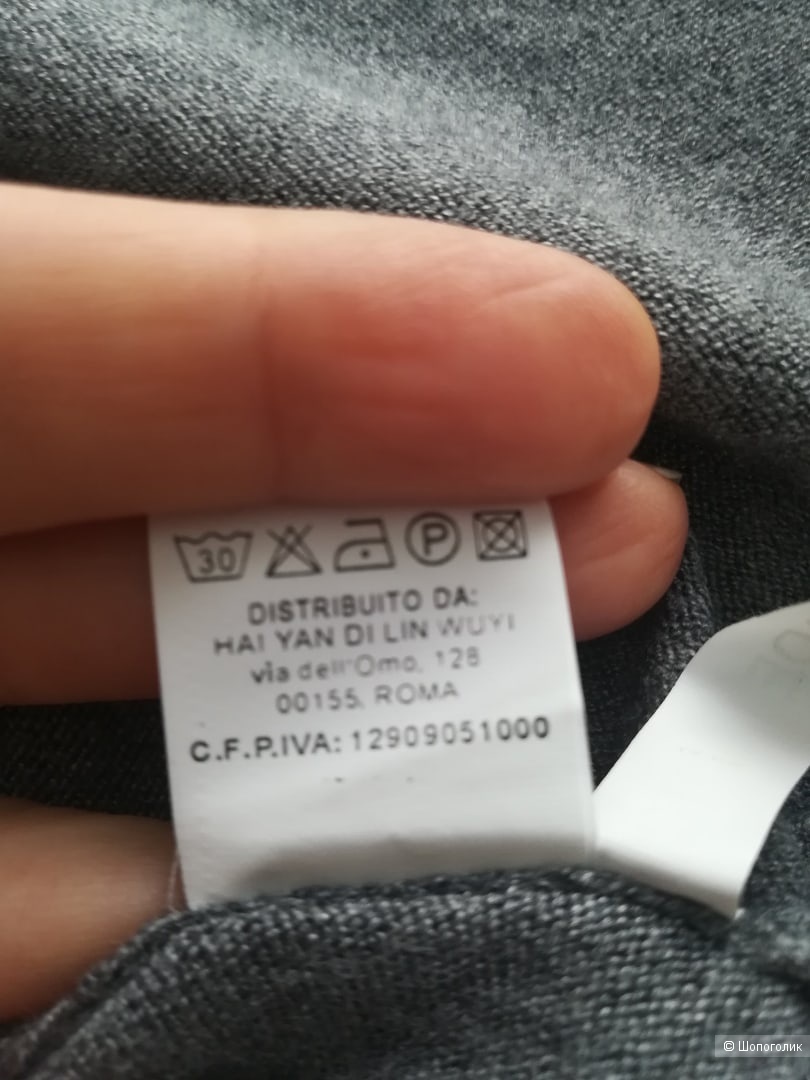 30
P
DISTRIBUITO DA:
HAI YAN DI LIN WUYI
via dell'Omo, 128
00155, ROMA
C.F.P.IVA: 12909051000
© Шопоголик